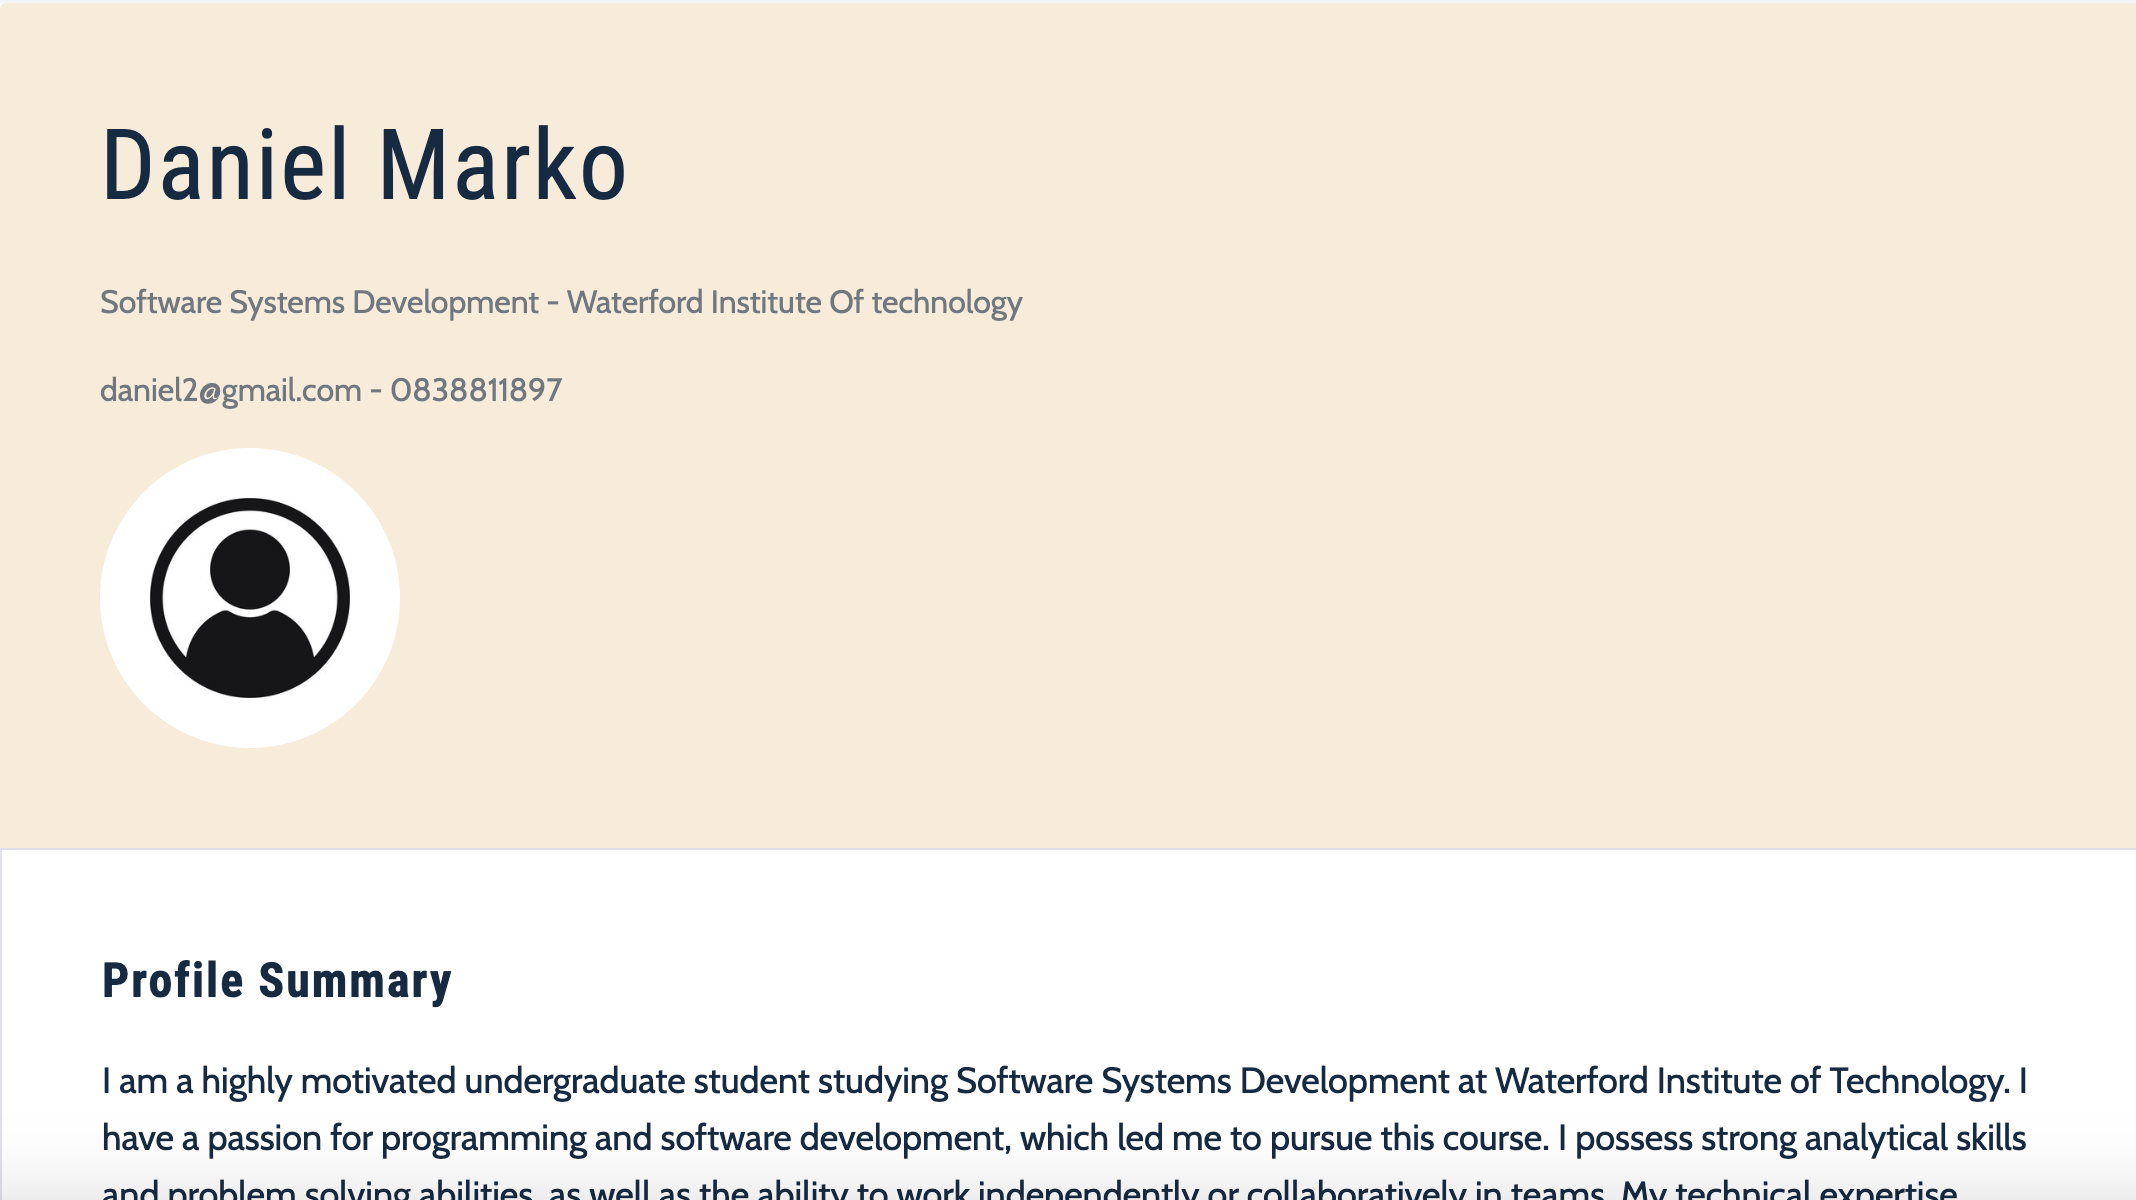 Daniel Marko
Software Systems Development - Waterford Institute Of technology
daniel2@gmail.com - 0838811897
Profile Summary
I am a highly motivated undergraduate student studying Software Systems Development at Waterford Institute of Technology. I
have a passion for programming and software development, which led me to pursue this course. I possess strong analytical skills
and problem solving abilities, as well as the ability to work independently or collaboratively in teams. My technical expertise